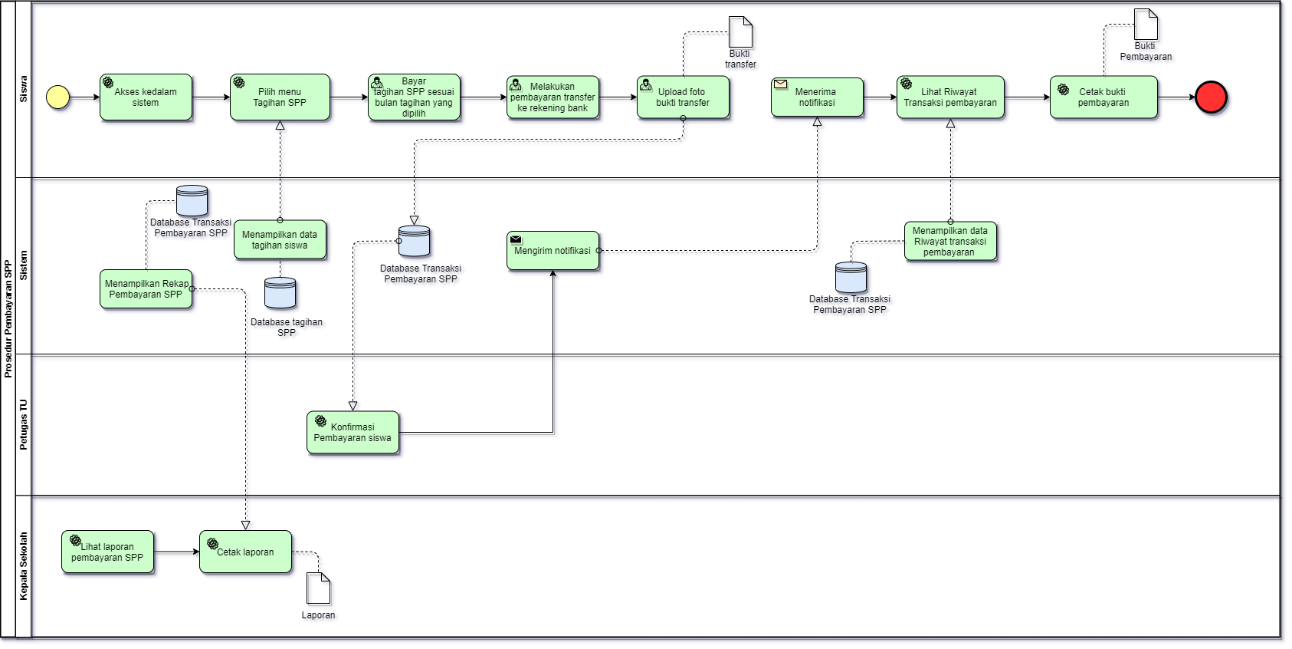 Prosedur Pembayaran SPP
Siswra
Akses kedalam
sistem
Pilih menu
Tagihan SPP
Bayar
tagihan SPP sesuai
bulan tagihan yang
dipilih
Melakukan
pembayaran transfer
ke rekening bank
Upload foto
bukti transfer
Bukti
transfer
Menerima
notifikasi
Lihat Riwayat
Transaksi pembayaran
Cetak bukti
pembayaran
Bukti
Pembayaran
Sistem
Database Transaksi
Pembayaran SPP
Menampilkan Rekap
Pembayaran SPP
Menampilkan data
tagihan siswa
Database tagihan
SPP
Database Transaksi
Pembayaran SPP
Mengirim notifikasi
Menampilkan data
Riwayat transaksi
pembayaran
Database Transaksi
Pembayaran SPP
Petugas TU
Konfirmasi
Pembayaran siswa
Kepala Sekolah
Lihat laporan
pembayaran SPP
Cetak laporan
Laporan